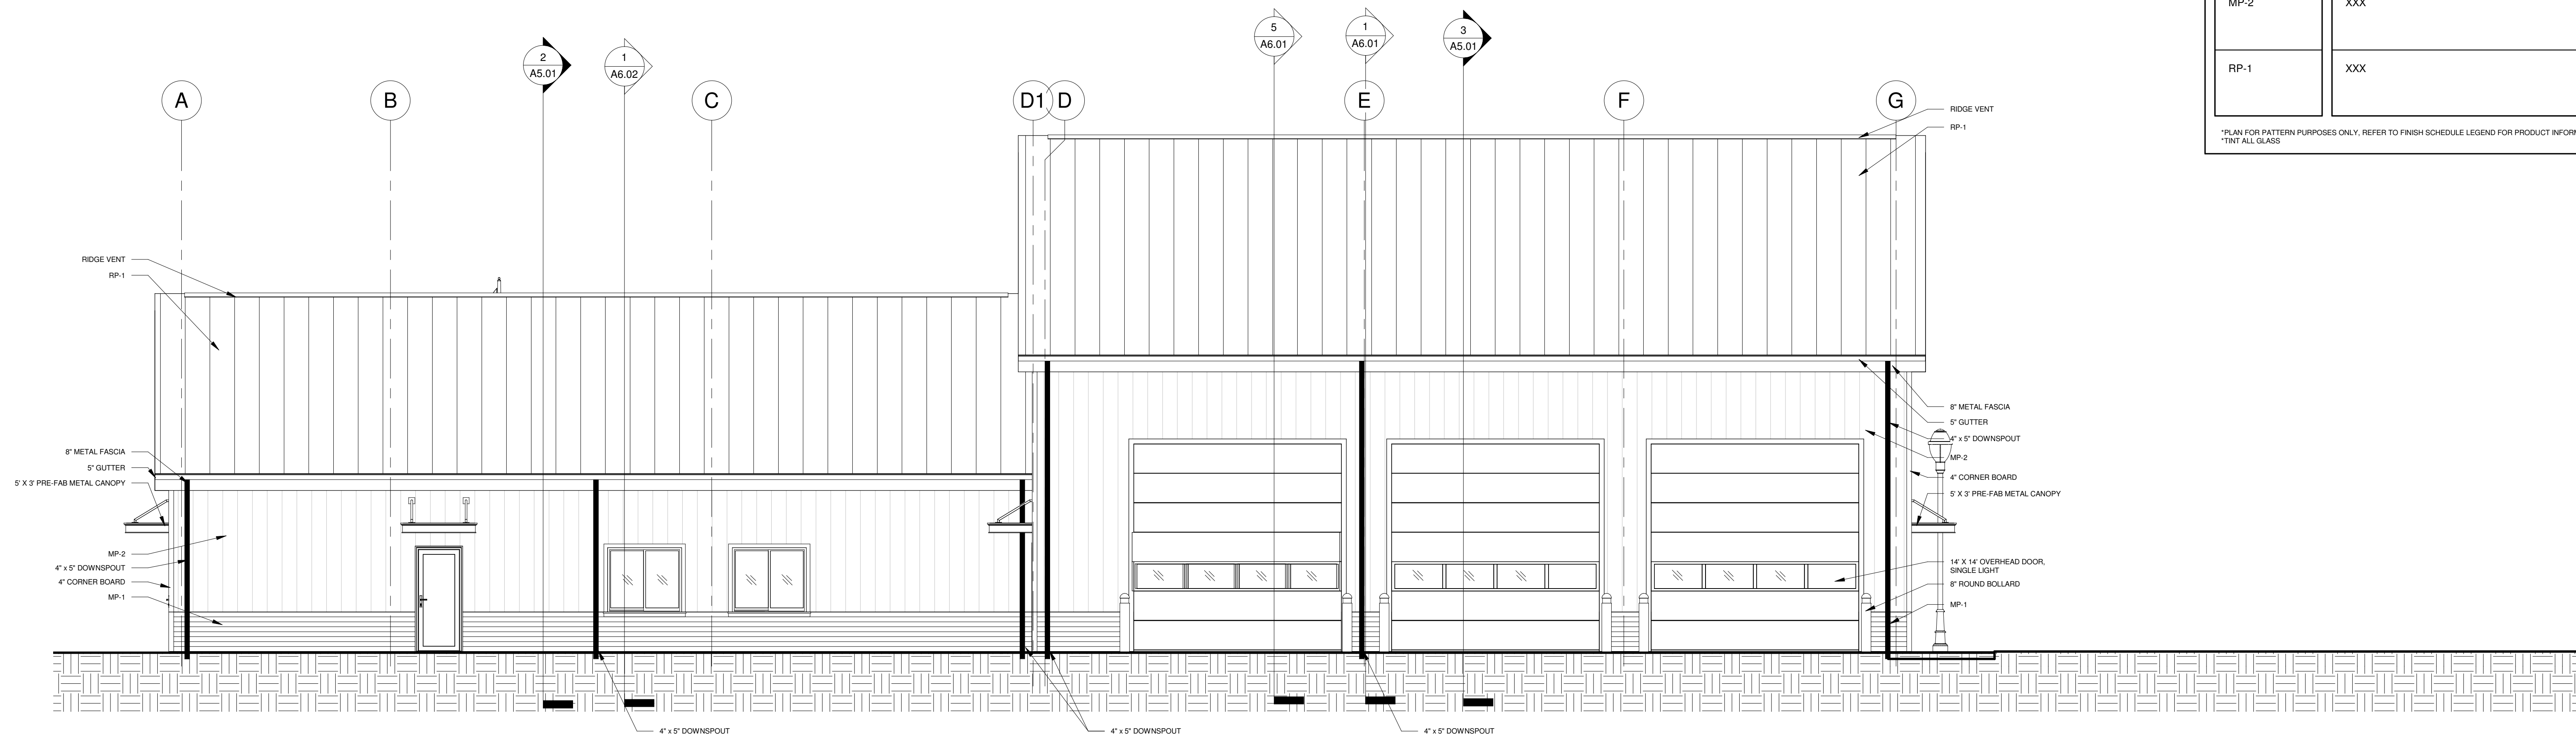 MP-2
XXX
RP-1
XXX
*PLAN FOR PATTERN PURPOSES ONLY, REFER TO FINISH SCHEDULE LEGEND FOR PRODUCT
*TINT ALL GLASS
2
A5.01
1
A6.02
5
A6.01
1
A6.01
3
A5.01
A
B
C
D1
D
E
F
G
RIDGE VENT
RP-1
8" METAL FASCIA
5" GUTTER
5' X 3' PRE-FAB METAL CANOPY
MP-2
4" x 5" DOWNSPOUT
4" CORNER BOARD
MP-1
RIDGE VENT
RP-1
8" METAL FASCIA
5" GUTTER
4" x 5" DOWNSPOUT
MP-2
4" CORNER BOARD
5' X 3' PRE-FAB METAL CANOPY
14' X 14' OVERHEAD DOOR,
SINGLE LIGHT
8" ROUND BOLLARD
MP-1
4" x 5" DOWNSPOUT
4" x 5" DOWNSPOUT
4" x 5" DOWNSPOUT